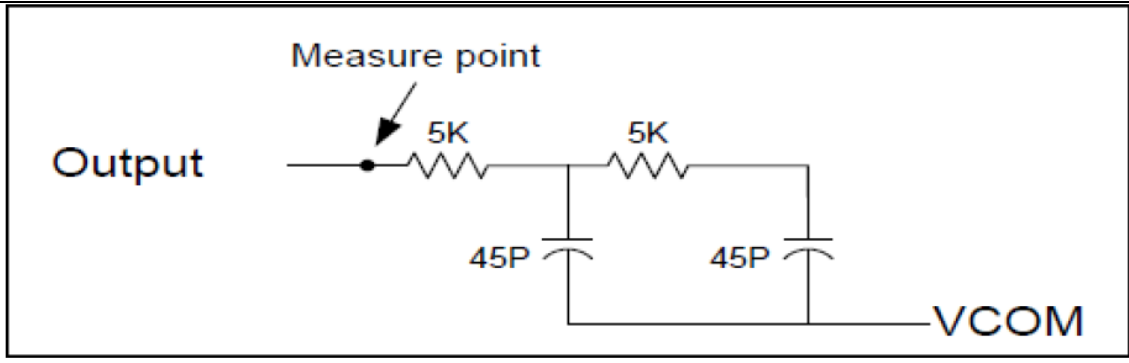 Measure point
5K
5K
Output
45P
45P
VCOM